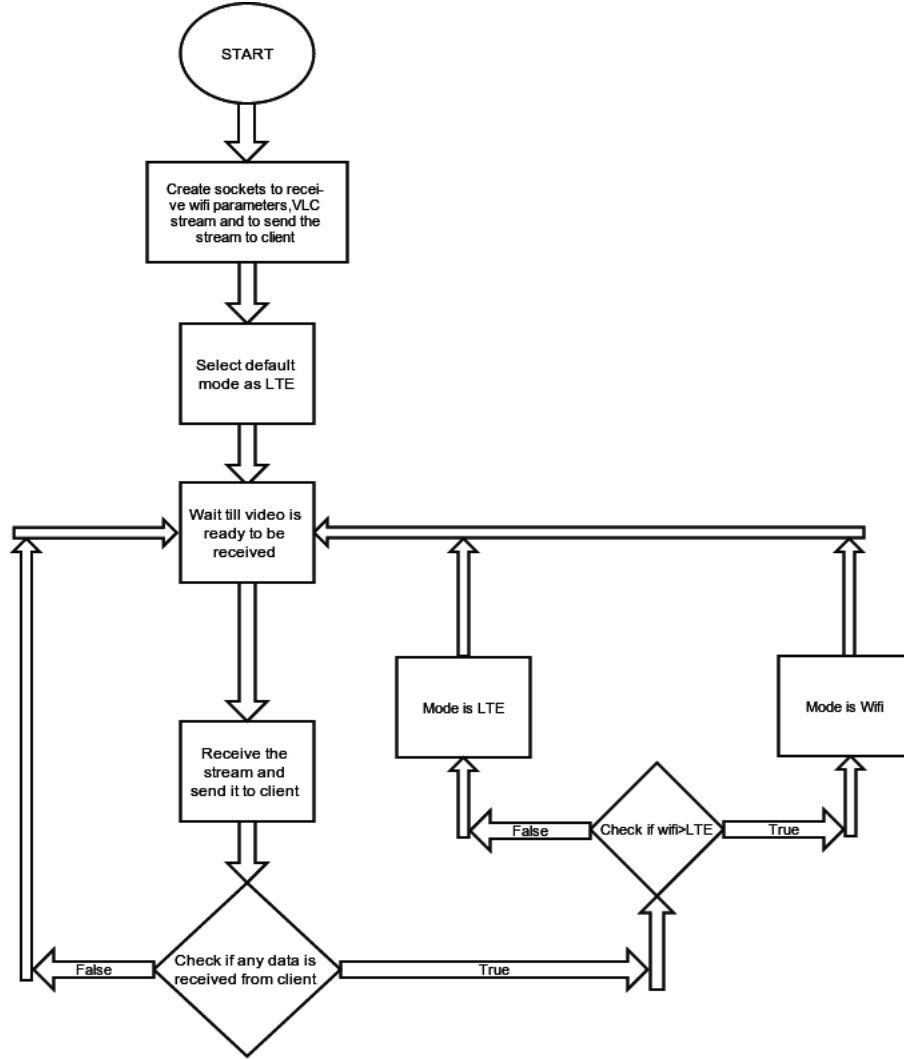 START
Create sockets to recei-
ve wifi parameters,VLC
stream and to send the
stream to client
Select default
mode as LTE
Wait till video is
ready to be
received
Mode is LTE
Mode is Wifi
Receive the
stream and
send it to client
False
Check if wifi>LTE
True
False
Check if any data is
received from client
True